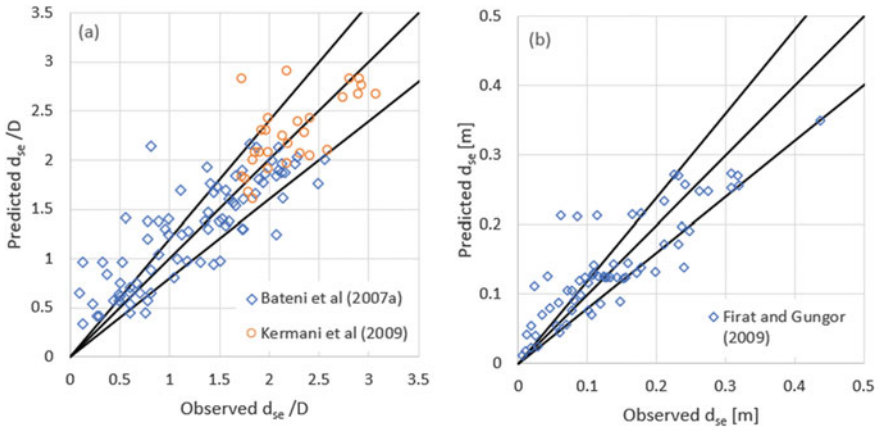 (a)
3.5
3
2.5
2
1.5
1
0.5
0
Predicted dse /D
0 0.5 1 1.5 2 2.5 3 3.5
Observed dse /D
Bateni et al (2007a)
Kermani et al (2009)
(b)
0.5
0.4
0.3
0.2
0.1
0
Predicted dse [m]
0 0.1 0.2 0.3 0.4 0.5
Observed dse [m]
Firat and Gungor
(2009)